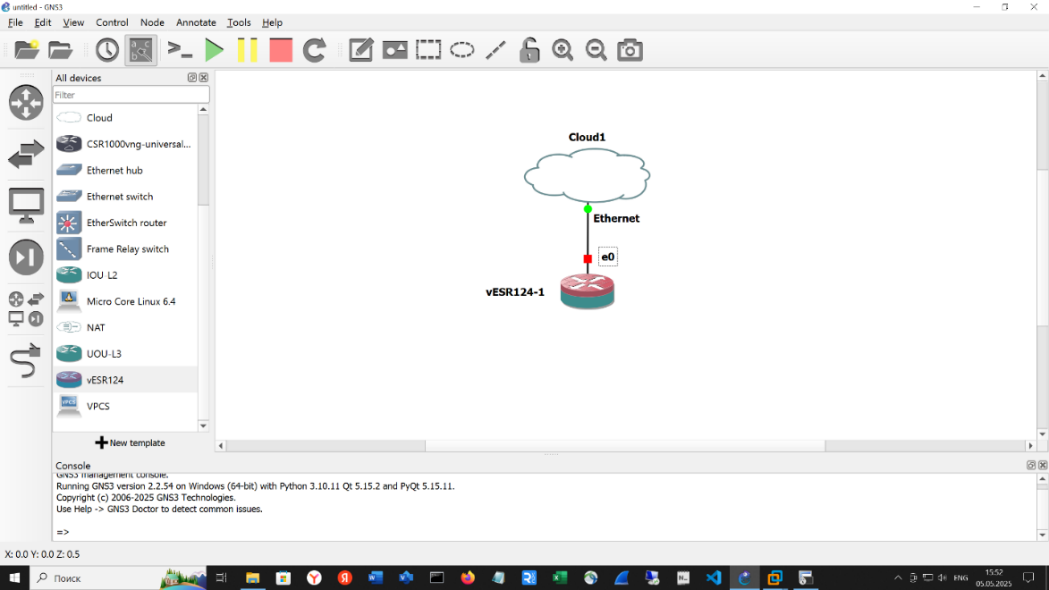 untitled - GNS3
File Edit View Control Node Annotate Tools Help
All devices
Filter
Cloud
CSR1000vng-universal...
Ethernet hub
Ethernet switch
EtherSwitch router
Frame Relay switch
IOU-L2
Micro Core Linux 6.4
NAT
UOU-L3
vESR124
VPCS
New template
Cloud1
Ethernet
e0
vESR124-1
Console
GNS3 management console.
Running GNS3 version 2.2.54 on Windows (64-bit) with Python 3.10.11 Qt 5.15.2 and PyQt 5.15.11.
Copyright (c) 2006-2025 GNS3 Technologies.
Use Help -> GNS3 Doctor to detect common issues.
=>
X: 0.0 Y: 0.0 Z: 0.5
Поиск
ENG
15:52
05.05.2025